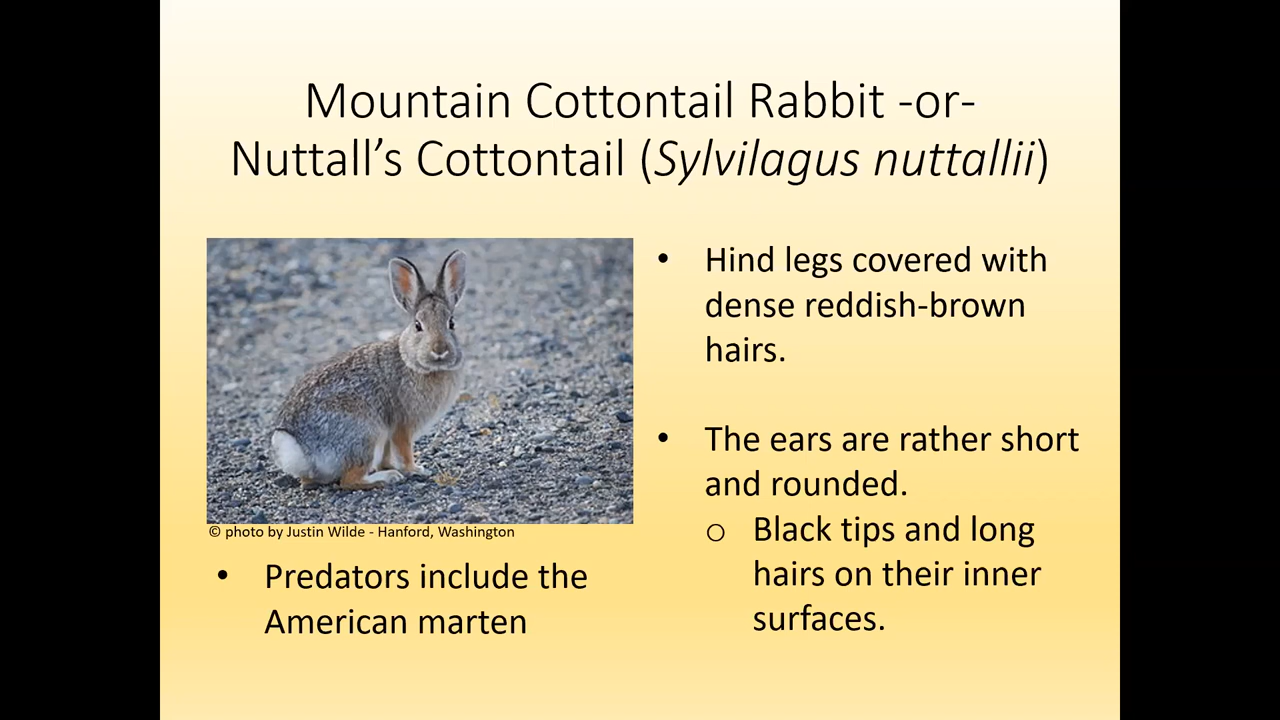 Mountain Cottontail Rabbit -or-
Nuttall’s Cottontail (Sylvilagus nuttallii)
© photo by Justin Wilde - Hanford, Washington
• Predators include the
American marten
• Hind legs covered with
dense reddish-brown
hairs.
• The ears are rather short
and rounded.
o Black tips and long
hairs on their inner
surfaces.